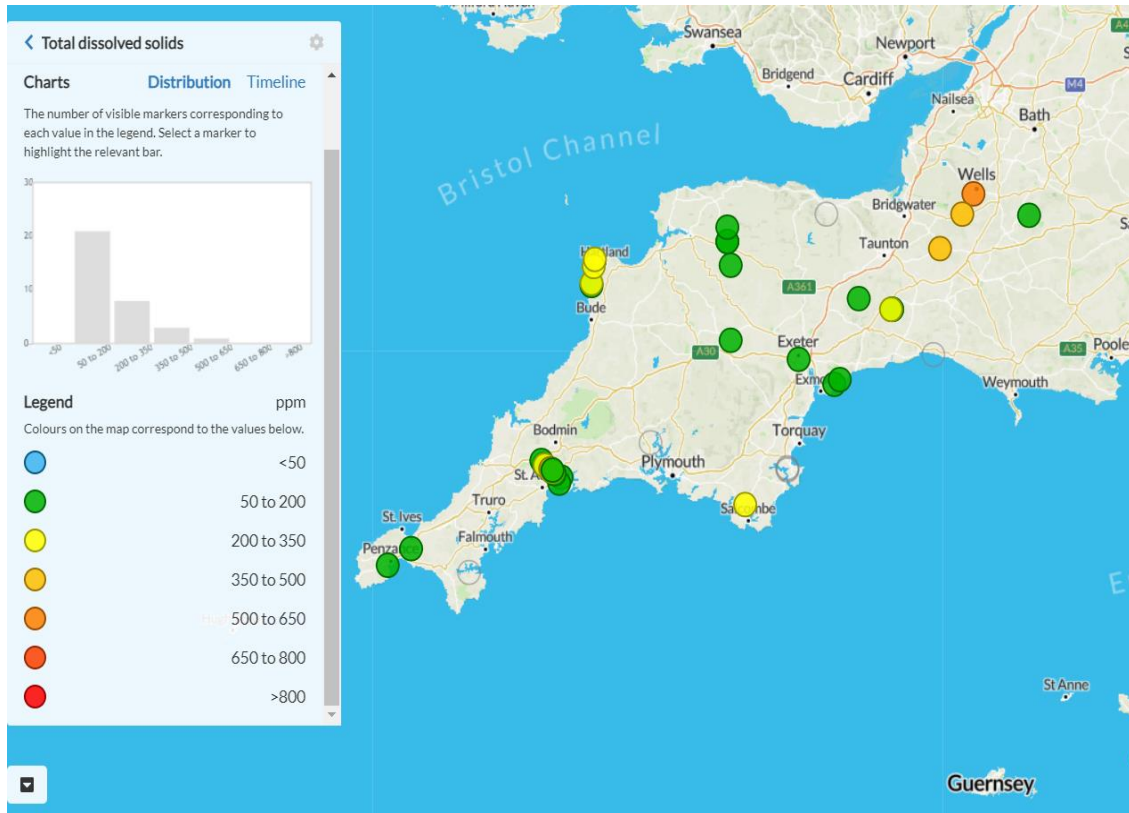 Total dissolved solids
Charts
Distribution
Timeline
The number of visible markers corresponding to
each value in the legend. Select a marker to
highlight the relevant bar.
30
20
10
0
<50
50 to 200
200 to 350
350 to 500
500 to 650
650 to 800
>800
Legend
ppm
Colours on the map correspond to the values below.
<50
50 to 200
200 to 350
350 to 500
500 to 650
650 to 800
>800
Swansea
Newport
Bridgend
Cardiff
M4
Nailsea
Bath
Bristol Channel
Wells
Bridgwater
Taunton
A361
Bude
Exeter
A30
A35
Poole
Weymouth
Bodmin
Torquay
Plymouth
Truro
St. Ives
Falmouth
St Anne
Guernsey